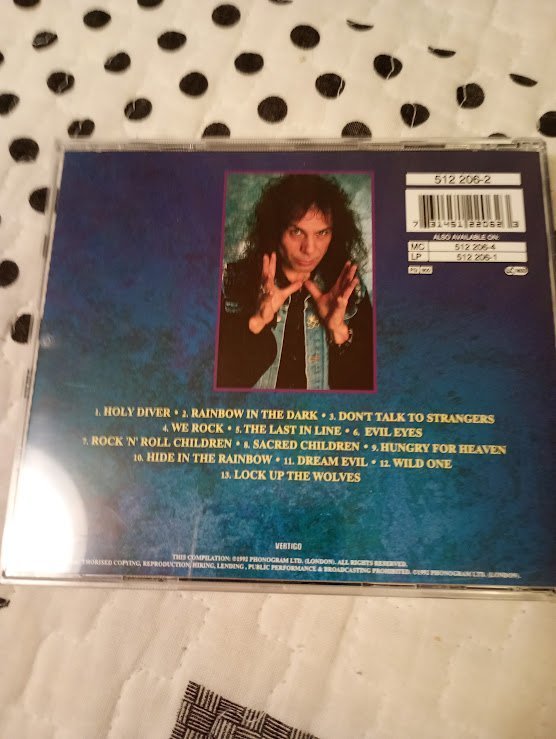 512 206-2
7 31451 22062 3
ALSO AVAILABLE ON:
MC 512 206-4
LP 512 206-1
1. HOLY DIVER • 2. RAINBOW IN THE DARK • 3. DON'T TALK TO STRANGERS
4. WE ROCK • 5. THE LAST IN LINE • 6. EVIL EYES
7. ROCK 'N' ROLL CHILDREN • 8. SACRED CHILDREN • 9. HUNGRY FOR HEAVEN
10. HIDE IN THE RAINBOW • 11. DREAM EVIL • 12. WILD ONE
13. LOCK UP THE WOLVES
VERTIGO
THIS COMPILATION: ©1992 PHONOGRAM LTD. (LONDON). ALL RIGHTS RESERVED.
COPYING, REPRODUCTION, HIRING, LENDING, PUBLIC PERFORMANCE & BROADCASTING PROHIBITED. ©1992 PHONOGRAM LTD. (LONDON).